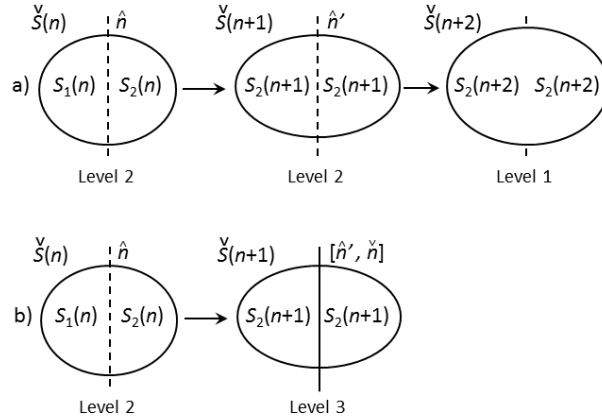 Š(n) n̂ Š(n+1) n̂′ Š(n+2)
a) S₁(n) S₂(n) S₂(n+1) S₂(n+1) S₂(n+2) S₂(n+2)
Level 2 Level 2 Level 1
Š(n) n̂ Š(n+1) [n̂′, ň]
b) S₁(n) S₂(n) S₂(n+1) S₂(n+1)
Level 2 Level 3